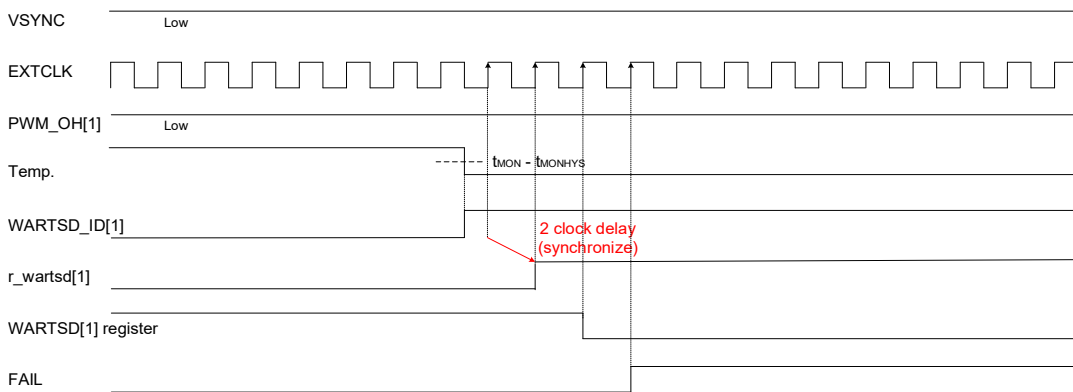 VSYNC
Low
EXTCLK
PWM_OH[1]
Low
Temp.
tMON - tMONHYS
WARTSD_ID[1]
2 clock delay
(synchronize)
r_wartsd[1]
WARTSD[1] register
FAIL